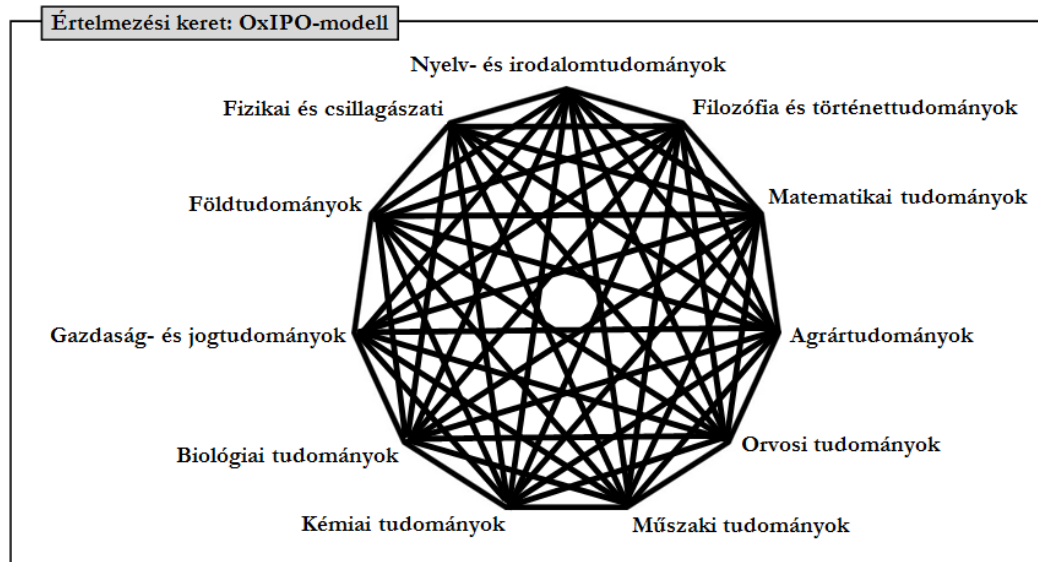 Értelmezési keret: OxIPO-modell
Nyelv- és irodalomtudományok
Fizikai és csillagászati
Filozófia és történettudományok
Földtudományok
Matematikai tudományok
Gazdaság- és jogtudományok
Agrártudományok
Biológiai tudományok
Orvosi tudományok
Kémiai tudományok
Műszaki tudományok